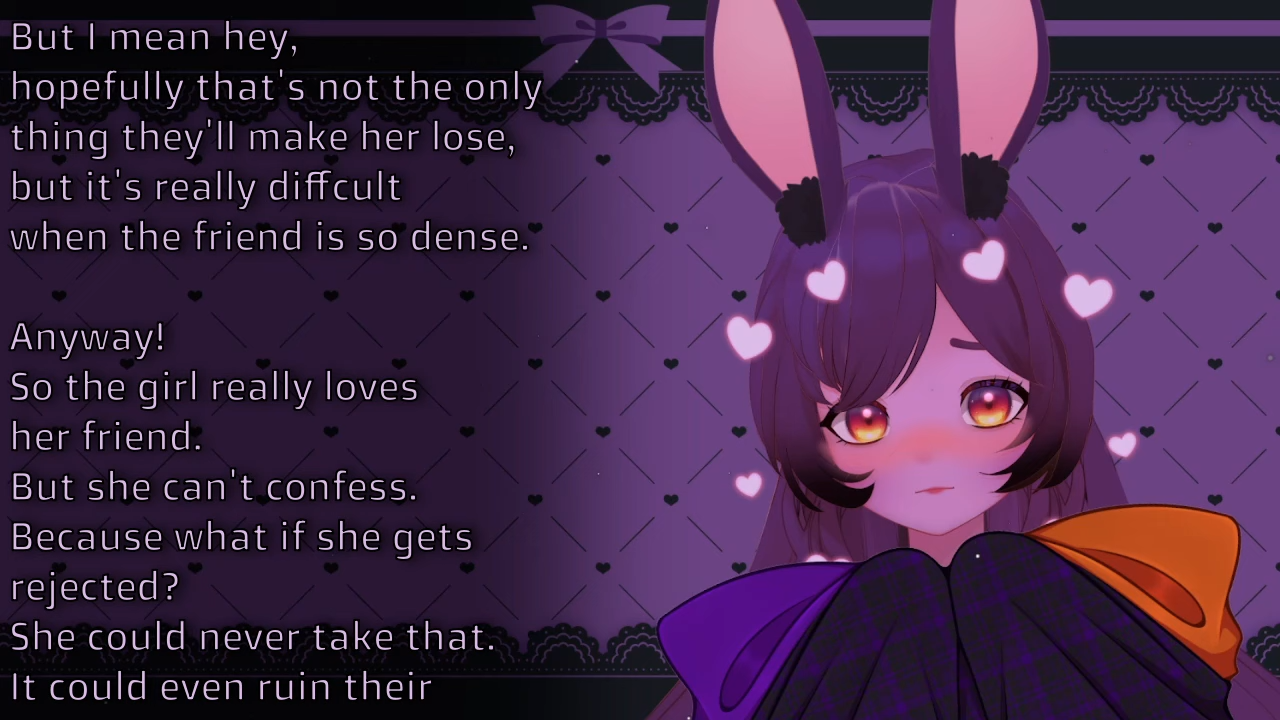 But I mean hey,
hopefully that's not the only
thing they'll make her lose,
but it's really diffcult
when the friend is so dense.
Anyway!
So the girl really loves
her friend.
But she can't confess.
Because what if she gets
rejected?
She could never take that.
It could even ruin their